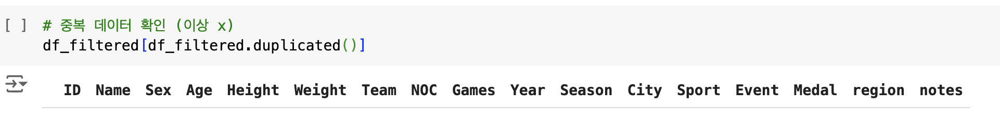 [ ] # 중복 데이터 확인 (이상 x)
df_filtered[df_filtered.duplicated()]
ID Name Sex Age Height Weight Team NOC Games Year Season City Sport Event Medal region notes